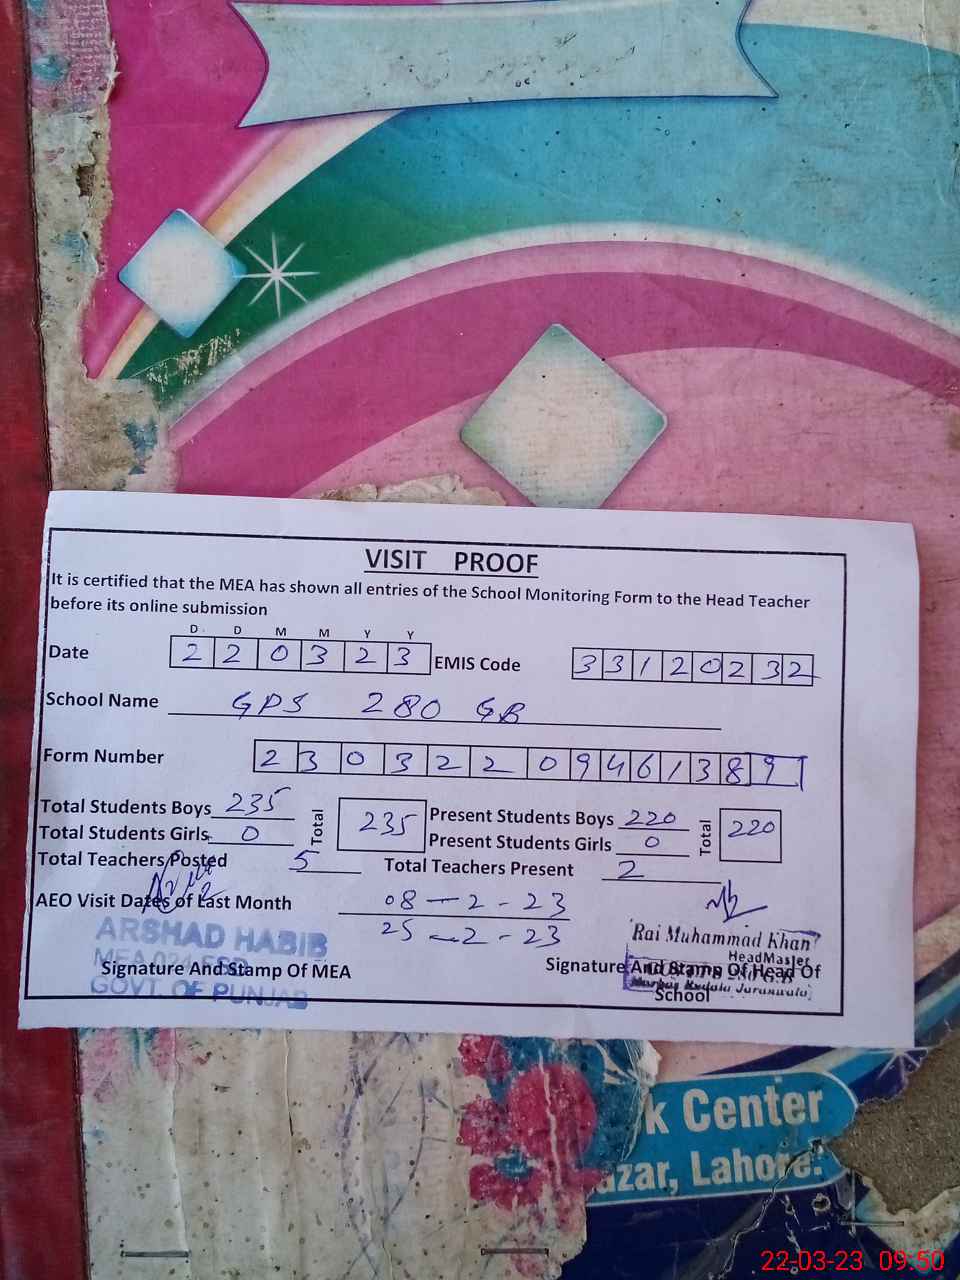 VISIT PROOF
It is certified that the MEA has shown all entries of the School Monitoring Form to the Head Teacher
before its online submission
D D M M Y Y
Date 2 2 0 3 2 3 EMIS Code 3 3 1 2 0 2 3 2
School Name GPS 280 GB
Form Number 2 3 0 3 2 2 0 9 4 6 1 3 8 9
Total Students Boys 235 Total 235 Present Students Boys 220 Total 220
Total Students Girls 0 Present Students Girls 0
Total Teachers Posted 5 Total Teachers Present 2
AEO Visit Dates of Last Month 08-2-23
25-2-23
ARSHAD HABIB
MEA 024 FSD
GOVT. OF PUNJAB
Signature And Stamp Of MEA
Rai Muhammad Khan
HeadMaster
Signature And Stamp Of Head Of
School
Jaranwala
k Center
azar, Lahore.
22-03-23 09:50